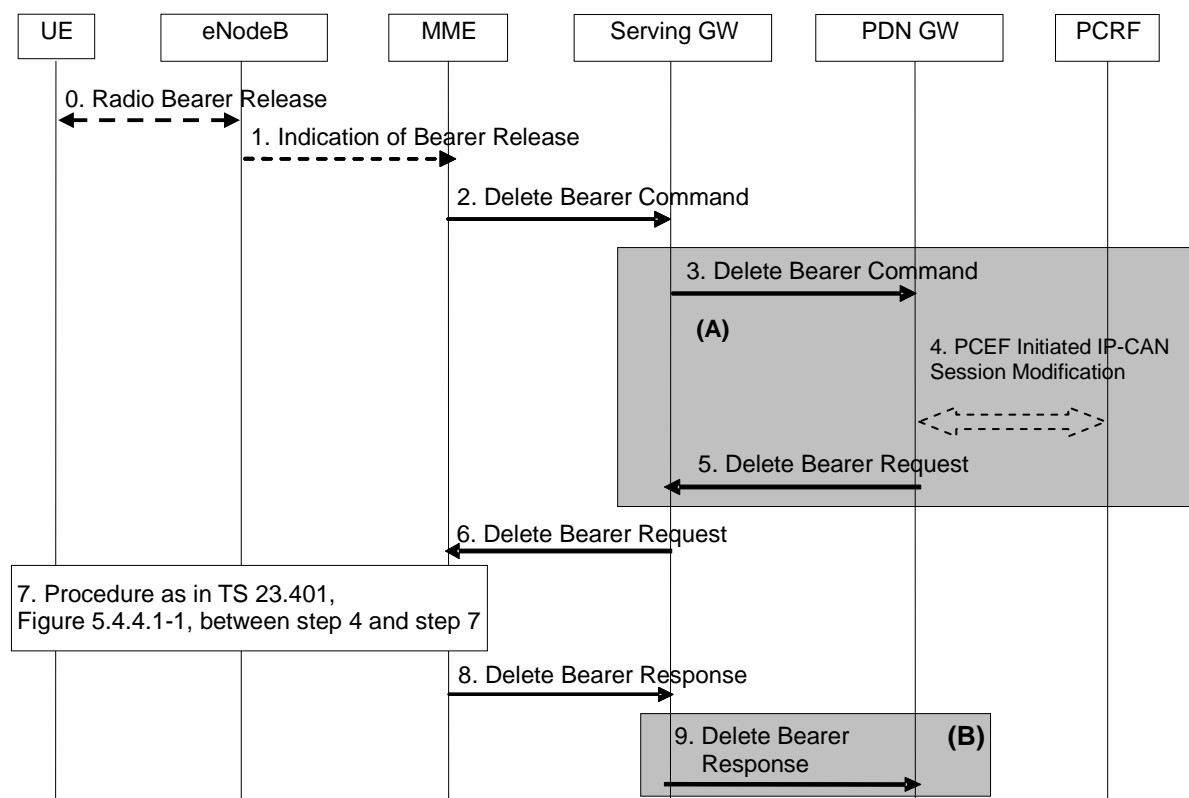 UE eNodeB MME Serving GW PDN GW PCRF
0. Radio Bearer Release
1. Indication of Bearer Release
2. Delete Bearer Command
3. Delete Bearer Command
(A)
4. PCEF Initiated IP-CAN
Session Modification
5. Delete Bearer Request
6. Delete Bearer Request
7. Procedure as in TS 23.401,
Figure 5.4.4.1-1, between step 4 and step 7
8. Delete Bearer Response
9. Delete Bearer (B)
Response